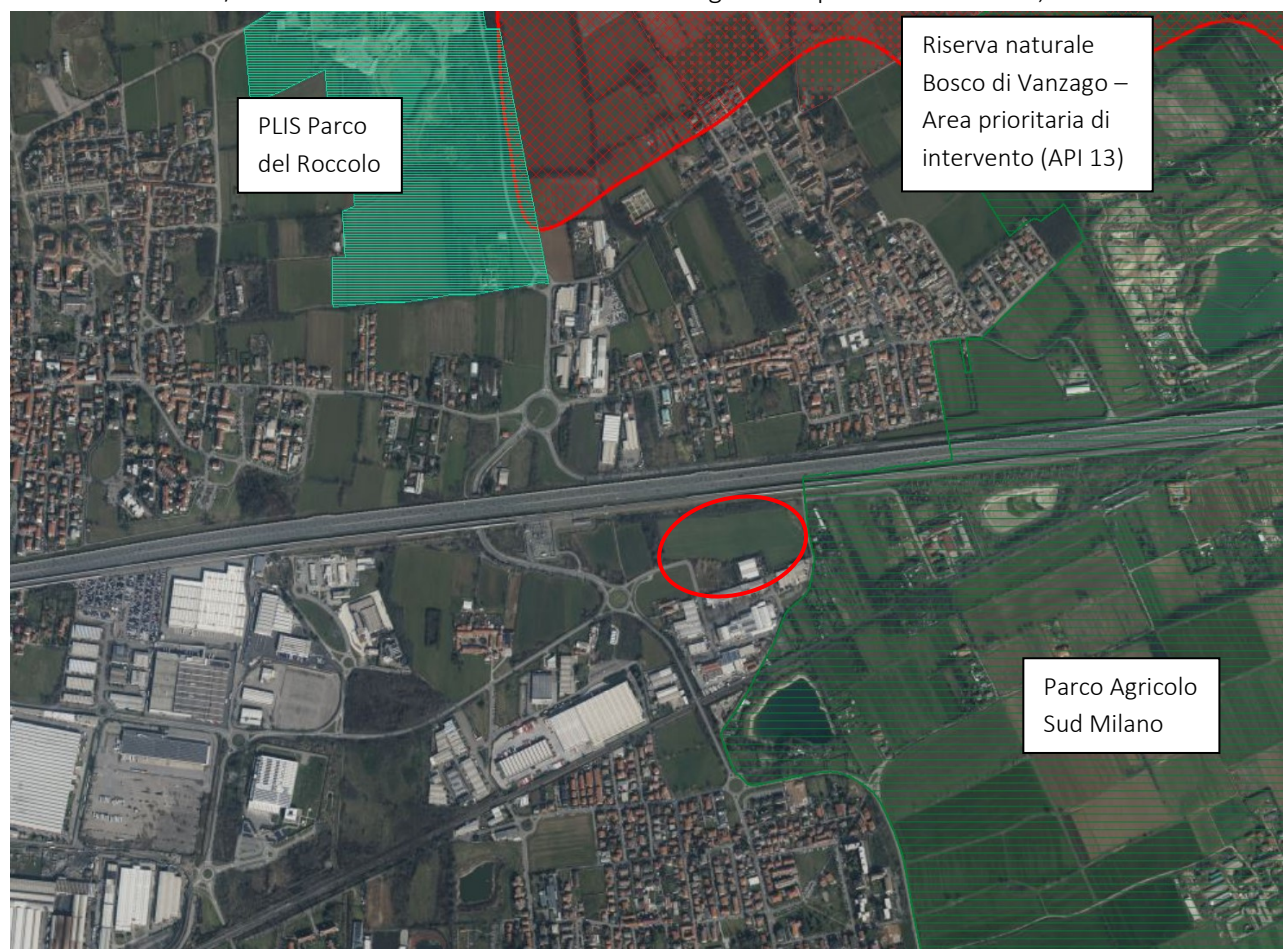 PLIS Parco
del Roccolo
Riserva naturale
Bosco di Vanzago –
Area prioritaria di
intervento (API 13)
Parco Agricolo
Sud Milano